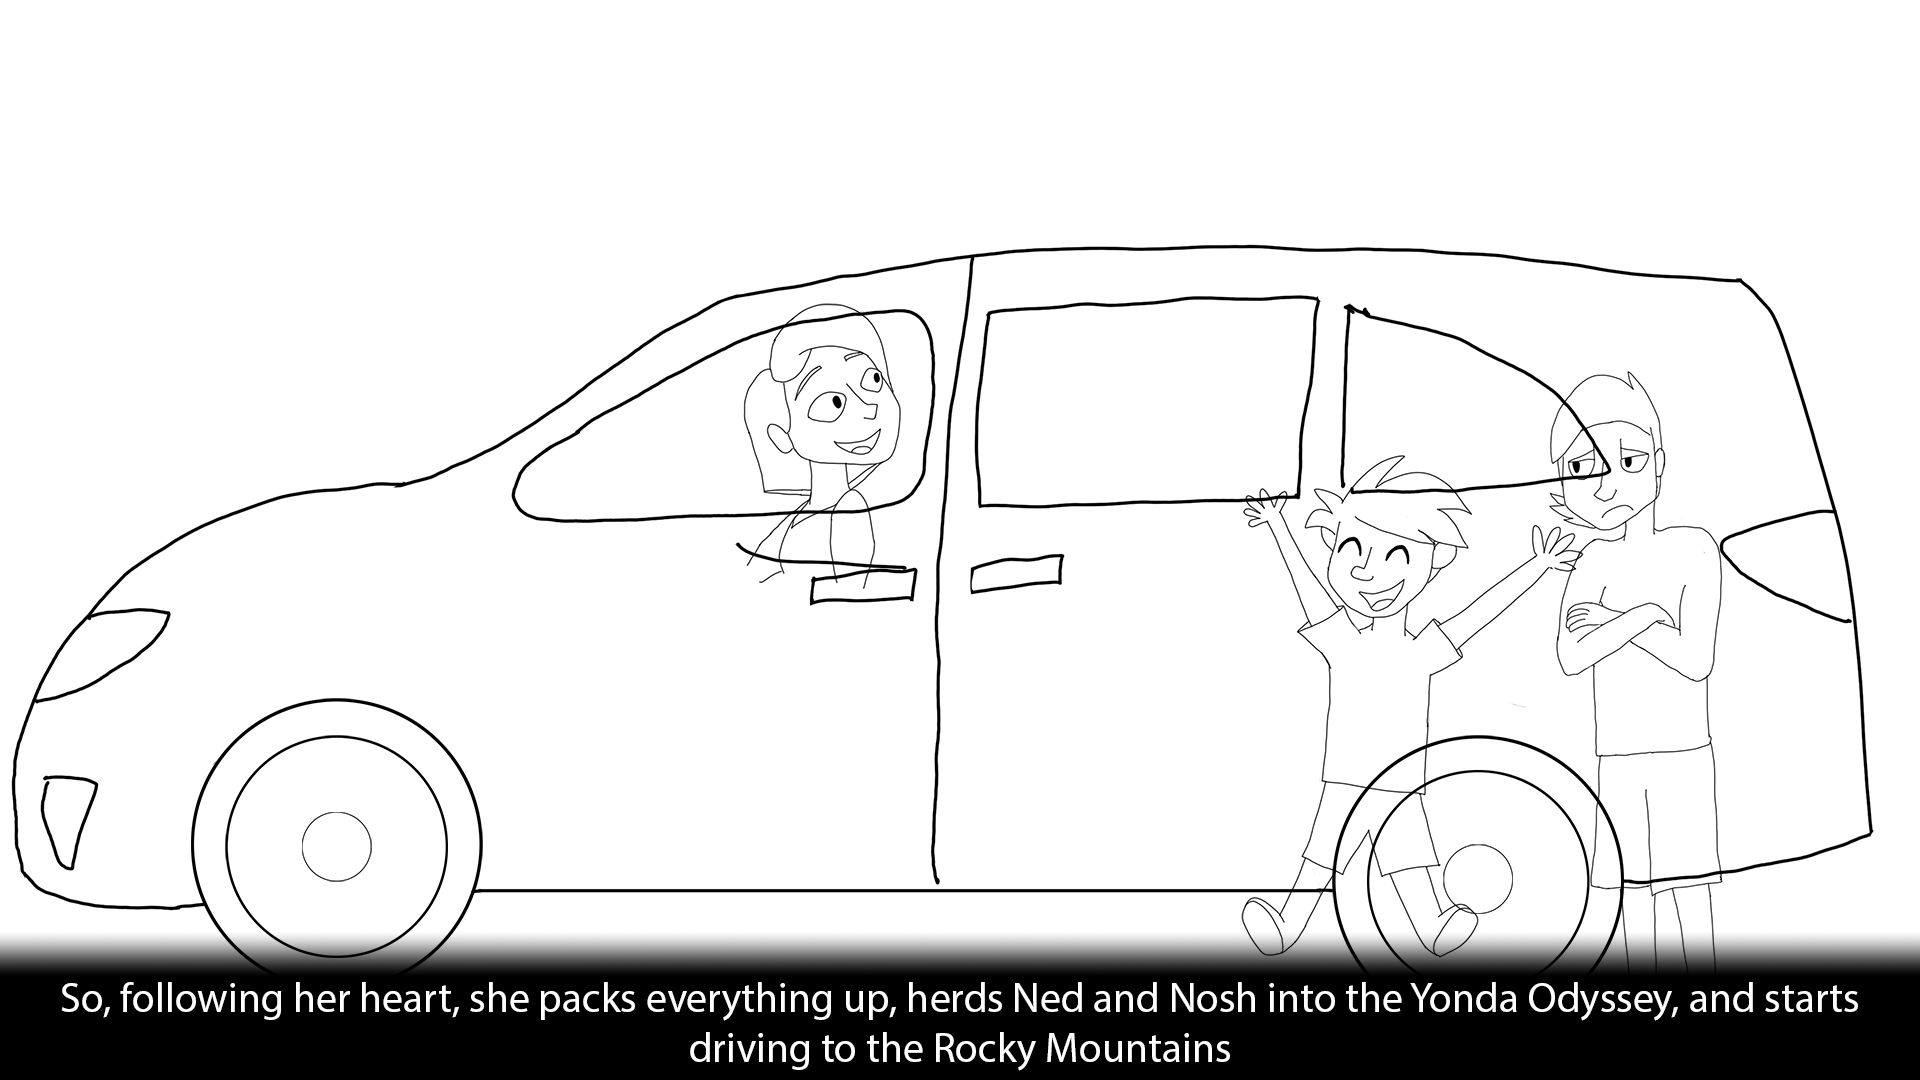 So, following her heart, she packs everything up, herds Ned and Nosh into the Yonda Odyssey, and starts
driving to the Rocky Mountains